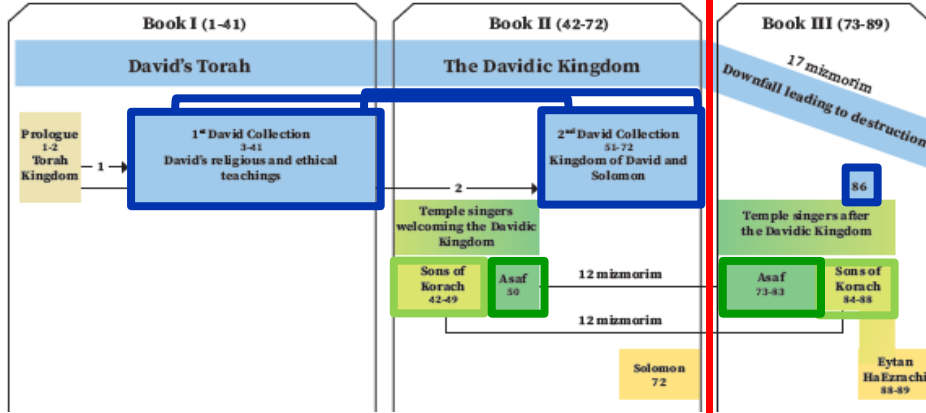 Book I (1-41)
Book II (42-72)
Book III (73-89)
David's Torah
The Davidic Kingdom
17 mizmorim
Downfall leading to destruction
Prologue
1-2
Torah
Kingdom
1
1st David Collection
3-41
David's religious and ethical
teachings
2
2nd David Collection
51-72
Kingdom of David and
Solomon
86
Temple singers
welcoming the Davidic
Kingdom
Temple singers after
the Davidic Kingdom
Sons of
Korach
42-49
Asaf
50
12 mizmorim
Asaf
73-83
Sons of
Korach
84-88
12 mizmorim
Solomon
72
Eytan
HaEzrachi
88-89